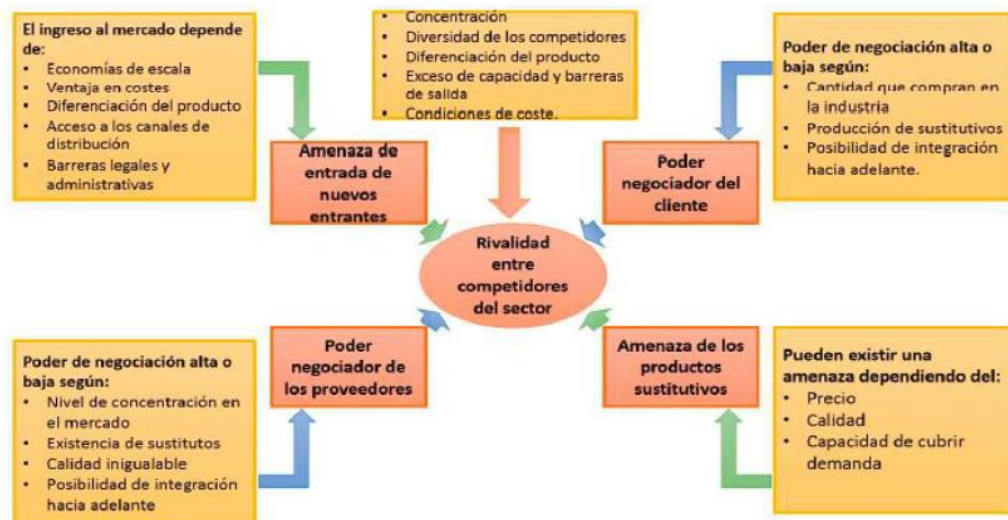 El ingreso al mercado depende
de:
• Economías de escala
• Ventaja en costes
• Diferenciación del producto
• Acceso a los canales de
distribución
• Barreras legales y
administrativas
• Concentración
• Diversidad de los competidores
• Diferenciación del producto
• Exceso de capacidad y barreras
de salida
• Condiciones de coste.
Poder de negociación alta o
baja según:
• Cantidad que compran en
la industria
• Producción de sustitutivos
• Posibilidad de integración
hacia adelante.
Amenaza de
entrada de
nuevos
entrantes
Poder
negociador del
cliente
Rivalidad
entre
competidores
del sector
Poder
negociador de
los proveedores
Amenaza de los
productos
sustitutivos
Poder de negociación alta o
baja según:
• Nivel de concentración en
el mercado
• Existencia de sustitutos
• Calidad inigualable
• Posibilidad de integración
hacia adelante
Pueden existir una
amenaza dependiendo del:
• Precio
• Calidad
• Capacidad de cubrir
demanda